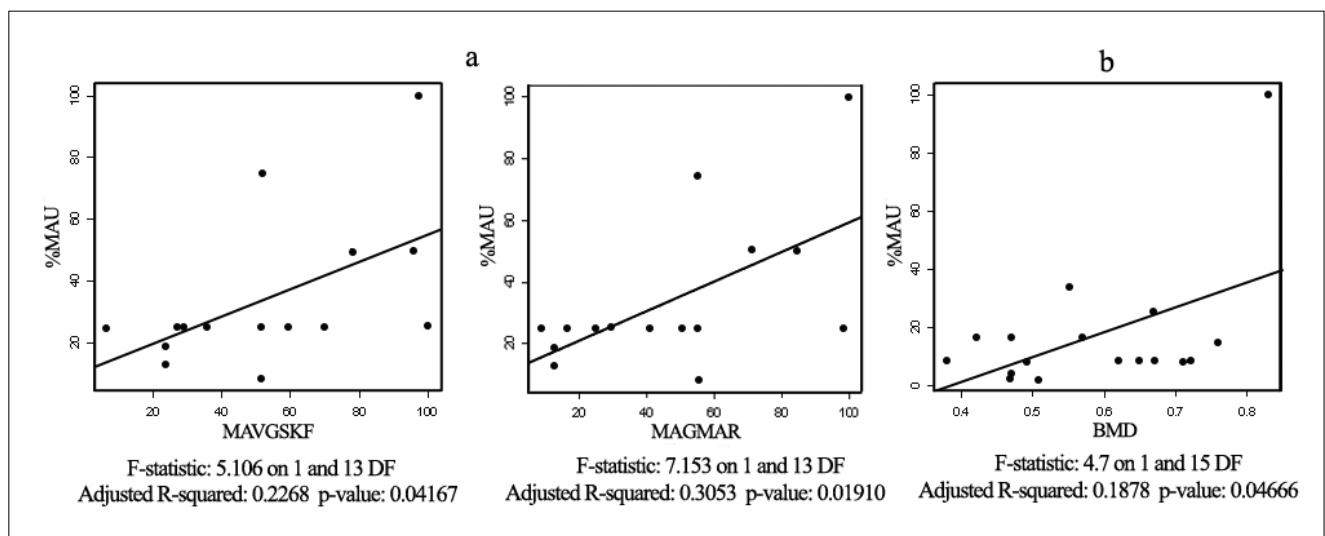 a
b
%MAU
100
80
60
40
20
20 40 60 80 100
MAVGSKF
F-statistic: 5.106 on 1 and 13 DF
Adjusted R-squared: 0.2268 p-value: 0.04167
%MAU
100
80
60
40
20
20 40 60 80 100
MAGMAR
F-statistic: 7.153 on 1 and 13 DF
Adjusted R-squared: 0.3053 p-value: 0.01910
%MAU
100
80
60
40
20
0
0.4 0.5 0.6 0.7 0.8
BMD
F-statistic: 4.7 on 1 and 15 DF
Adjusted R-squared: 0.1878 p-value: 0.04666